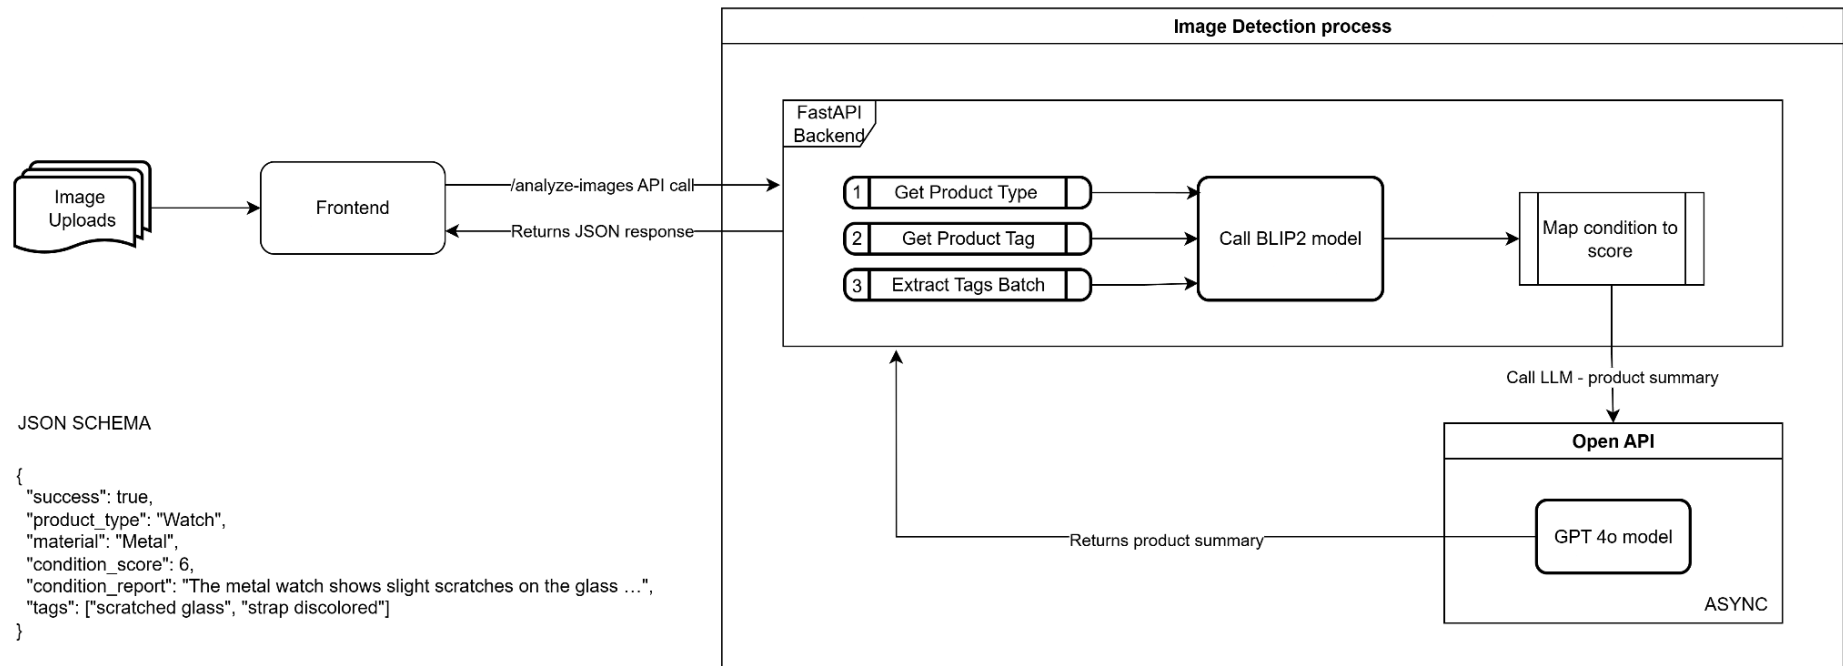 Image Detection process
FastAPI
Backend
Image
Uploads
Frontend
/analyze-images API call
Returns JSON response
1 Get Product Type
2 Get Product Tag
3 Extract Tags Batch
Call BLIP2 model
Map condition to
score
Call LLM - product summary
Open API
GPT 4o model
ASYNC
Returns product summary
JSON SCHEMA
{
"success": true,
"product_type": "Watch",
"material": "Metal",
"condition_score": 6,
"condition_report": "The metal watch shows slight scratches on the glass …",
"tags": ["scratched glass", "strap discolored"]
}